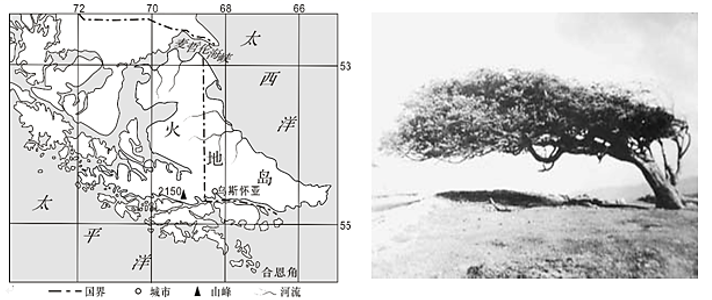 72 70 68 66
麦哲伦海峡
太
西
洋
53
火
地
岛
2150
乌斯怀亚
太
平
洋
55
合恩角
国界 城市 山峰 河流